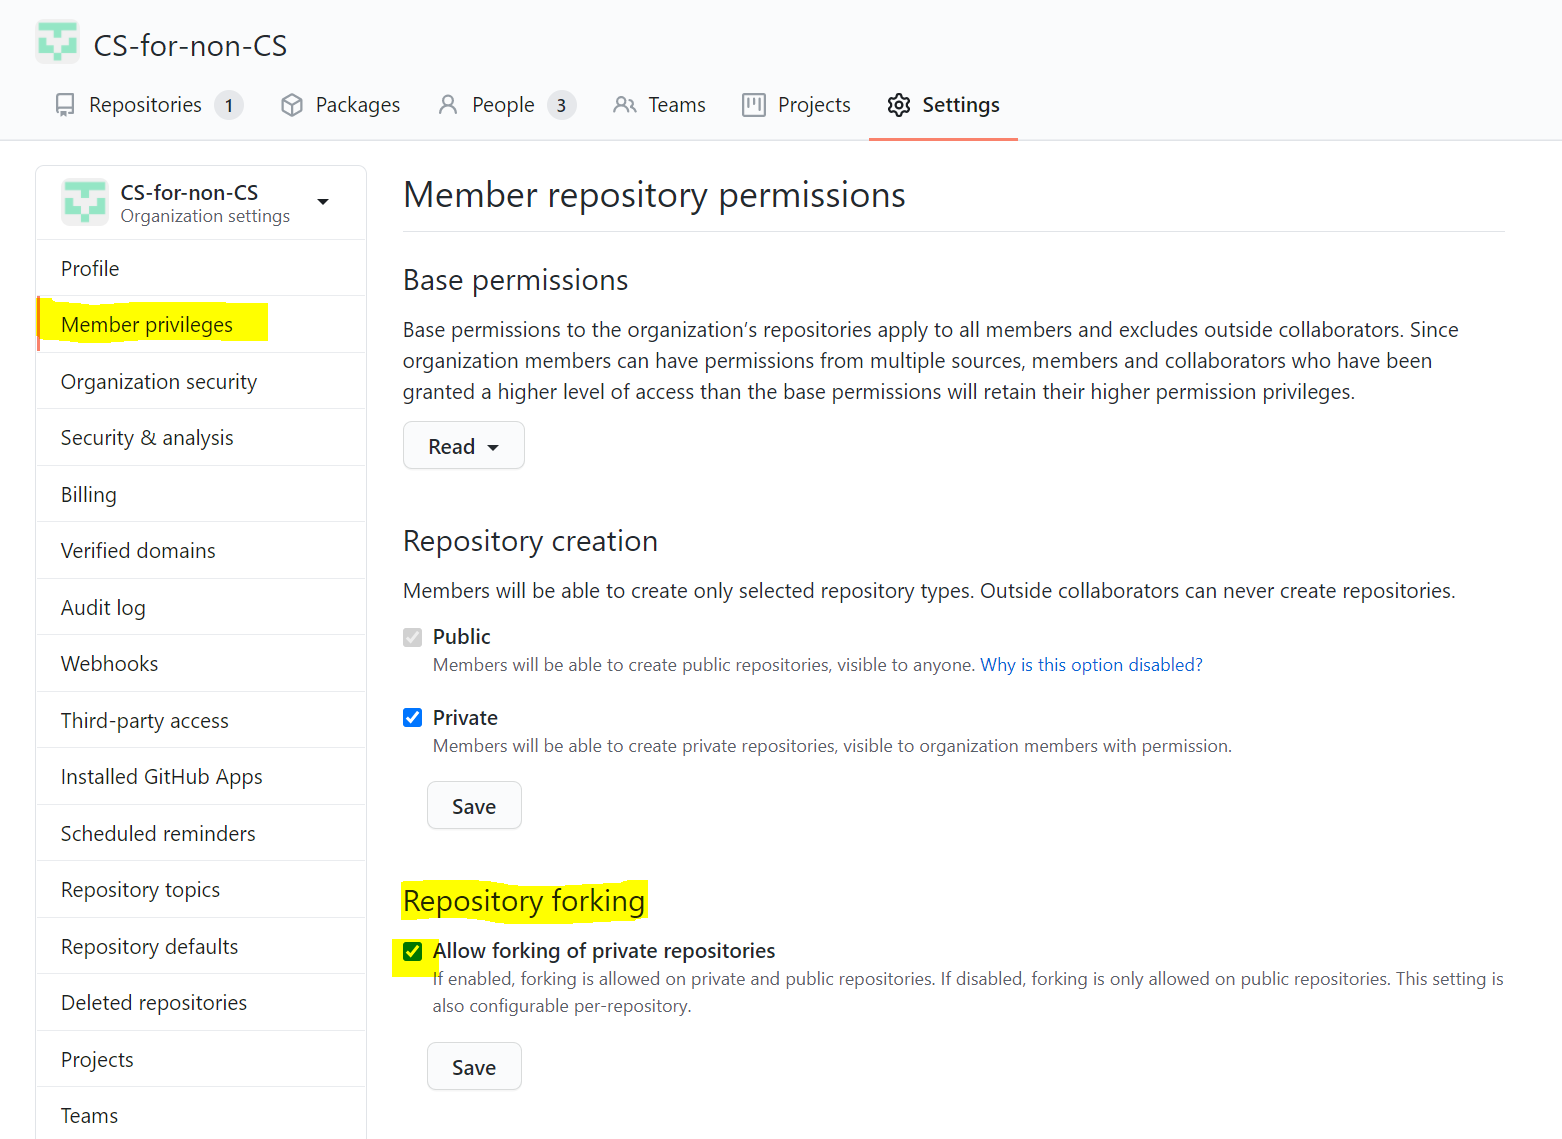 CS-for-non-CS
Repositories 1 Packages People 3 Teams Projects Settings
CS-for-non-CS
Organization settings
Profile
Member privileges
Organization security
Security & analysis
Billing
Verified domains
Audit log
Webhooks
Third-party access
Installed GitHub Apps
Scheduled reminders
Repository topics
Repository defaults
Deleted repositories
Projects
Teams
Member repository permissions
Base permissions
Base permissions to the organization’s repositories apply to all members and excludes outside collaborators. Since
organization members can have permissions from multiple sources, members and collaborators who have been
granted a higher level of access than the base permissions will retain their higher permission privileges.
Read
Repository creation
Members will be able to create only selected repository types. Outside collaborators can never create repositories.
Public
Members will be able to create public repositories, visible to anyone. Why is this option disabled?
Private
Members will be able to create private repositories, visible to organization members with permission.
Save
Repository forking
Allow forking of private repositories
If enabled, forking is allowed on private and public repositories. If disabled, forking is only allowed on public repositories. This setting is
also configurable per-repository.
Save